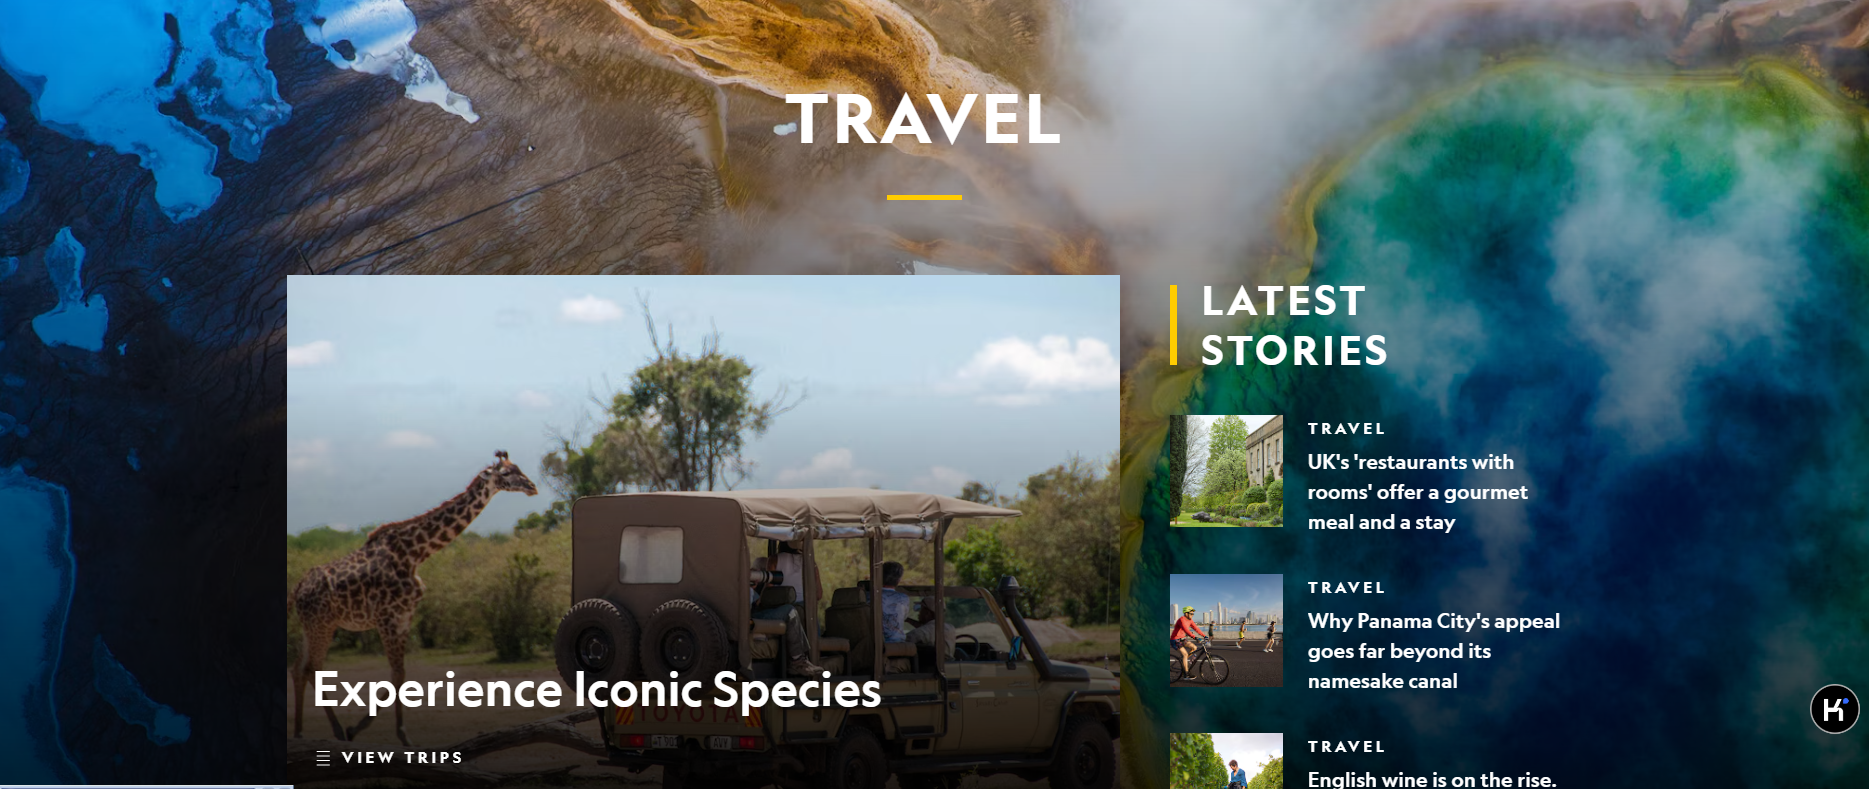 TRAVEL
Experience Iconic Species
TOYOTA
VIEW TRIPS
LATEST
STORIES
TRAVEL
UK's 'restaurants with
rooms' offer a gourmet
meal and a stay
TRAVEL
Why Panama City's appeal
goes far beyond its
namesake canal
TRAVEL
English wine is on the rise.